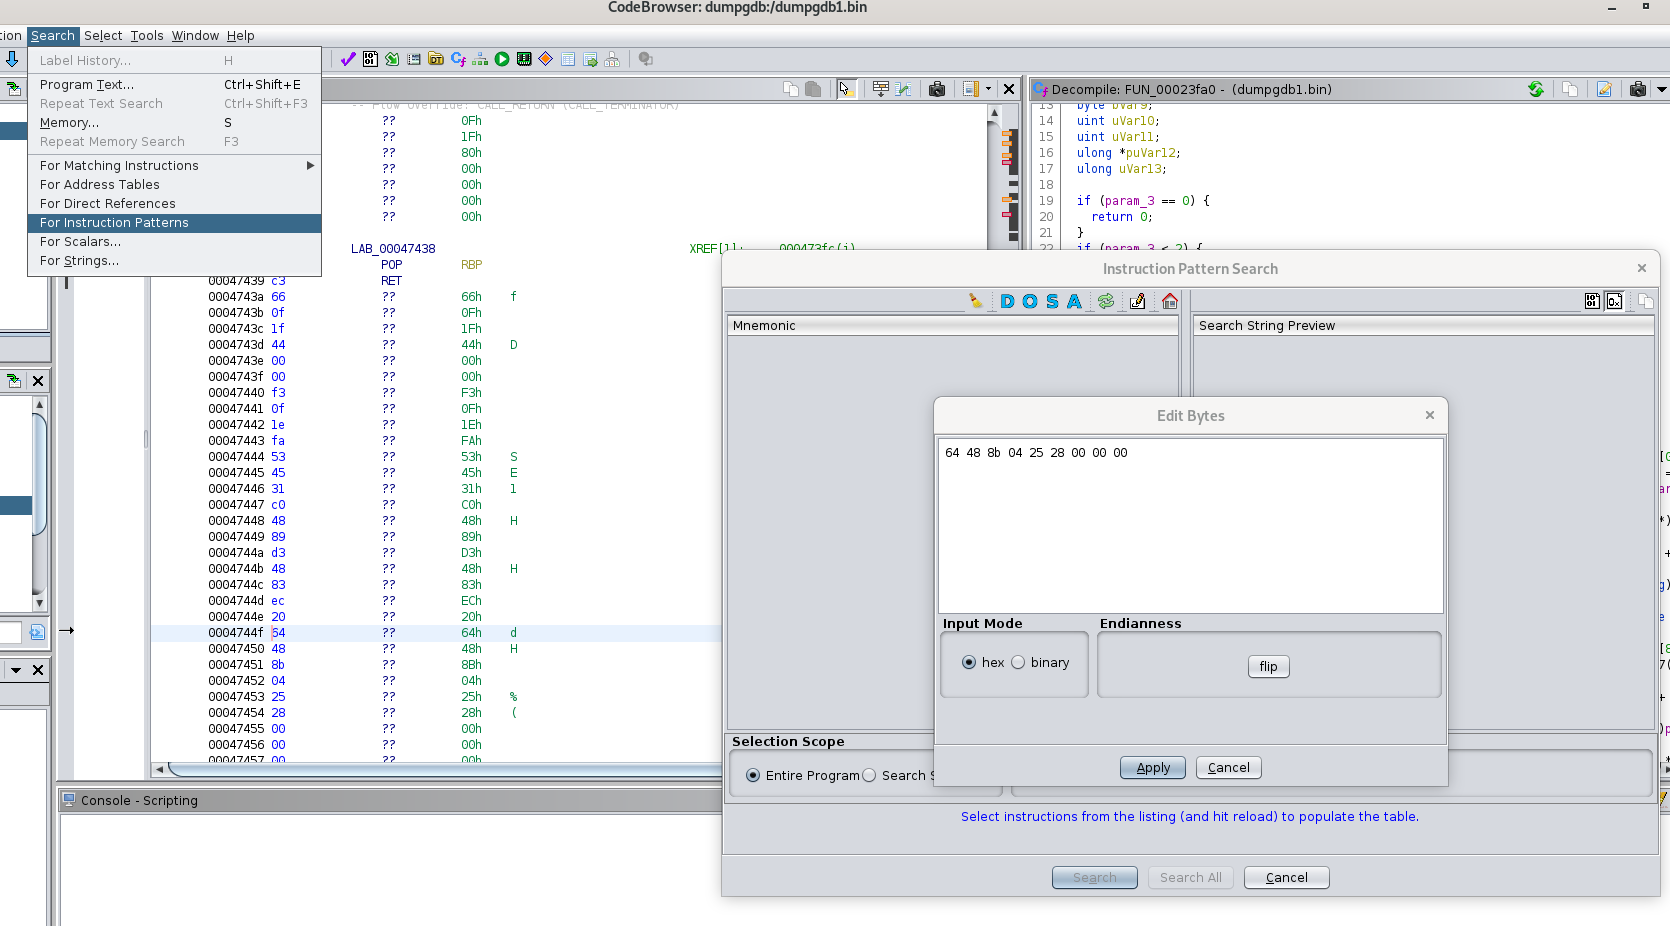 CodeBrowser: dumpgdb:/dumpgdb1.bin
tion Search Select Tools Window Help
Label History... H
Program Text... Ctrl+Shift+E
Repeat Text Search Ctrl+Shift+F3
Memory... S
Repeat Memory Search F3
For Matching Instructions
For Address Tables
For Direct References
For Instruction Patterns
For Scalars...
For Strings...
-- Flow Override: CALL_RETURN (CALL_TERMINATOR)
?? 0Fh
?? 1Fh
?? 80h
?? 00h
?? 00h
?? 00h
?? 00h
LAB_00047438 XREF[1]: 000473fc(j)
POP RBP
00047439 c3 RET
0004743a 66 ?? 66h f
0004743b 0f ?? 0Fh
0004743c 1f ?? 1Fh
0004743d 44 ?? 44h D
0004743e 00 ?? 00h
0004743f 00 ?? 00h
00047440 f3 ?? F3h
00047441 0f ?? 0Fh
00047442 1e ?? 1Eh
00047443 fa ?? FAh
00047444 53 ?? 53h S
00047445 45 ?? 45h E
00047446 31 ?? 31h 1
00047447 c0 ?? C0h
00047448 48 ?? 48h H
00047449 89 ?? 89h
0004744a d3 ?? D3h
0004744b 48 ?? 48h H
0004744c 83 ?? 83h
0004744d ec ?? ECh
0004744e 20 ?? 20h
0004744f 64 ?? 64h d
00047450 48 ?? 48h H
00047451 8b ?? 8Bh
00047452 04 ?? 04h
00047453 25 ?? 25h %
00047454 28 ?? 28h (
00047455 00 ?? 00h
00047456 00 ?? 00h
00047457 00 ?? 00h
Console - Scripting
Decompile: FUN_00023fa0 - (dumpgdb1.bin)
13 byte bVar9;
14 uint uVar10;
15 uint uVar11;
16 ulong *puVar12;
17 ulong uVar13;
18
19 if (param_3 == 0) {
20 return 0;
21 }
22 if (param_3 < 2) {
Instruction Pattern Search
D O S A
Mnemonic
Search String Preview
Edit Bytes
64 48 8b 04 25 28 00 00 00
Input Mode
hex binary
Endianness
flip
Apply Cancel
Selection Scope
Entire Program Search S
Select instructions from the listing (and hit reload) to populate the table.
Search Search All Cancel